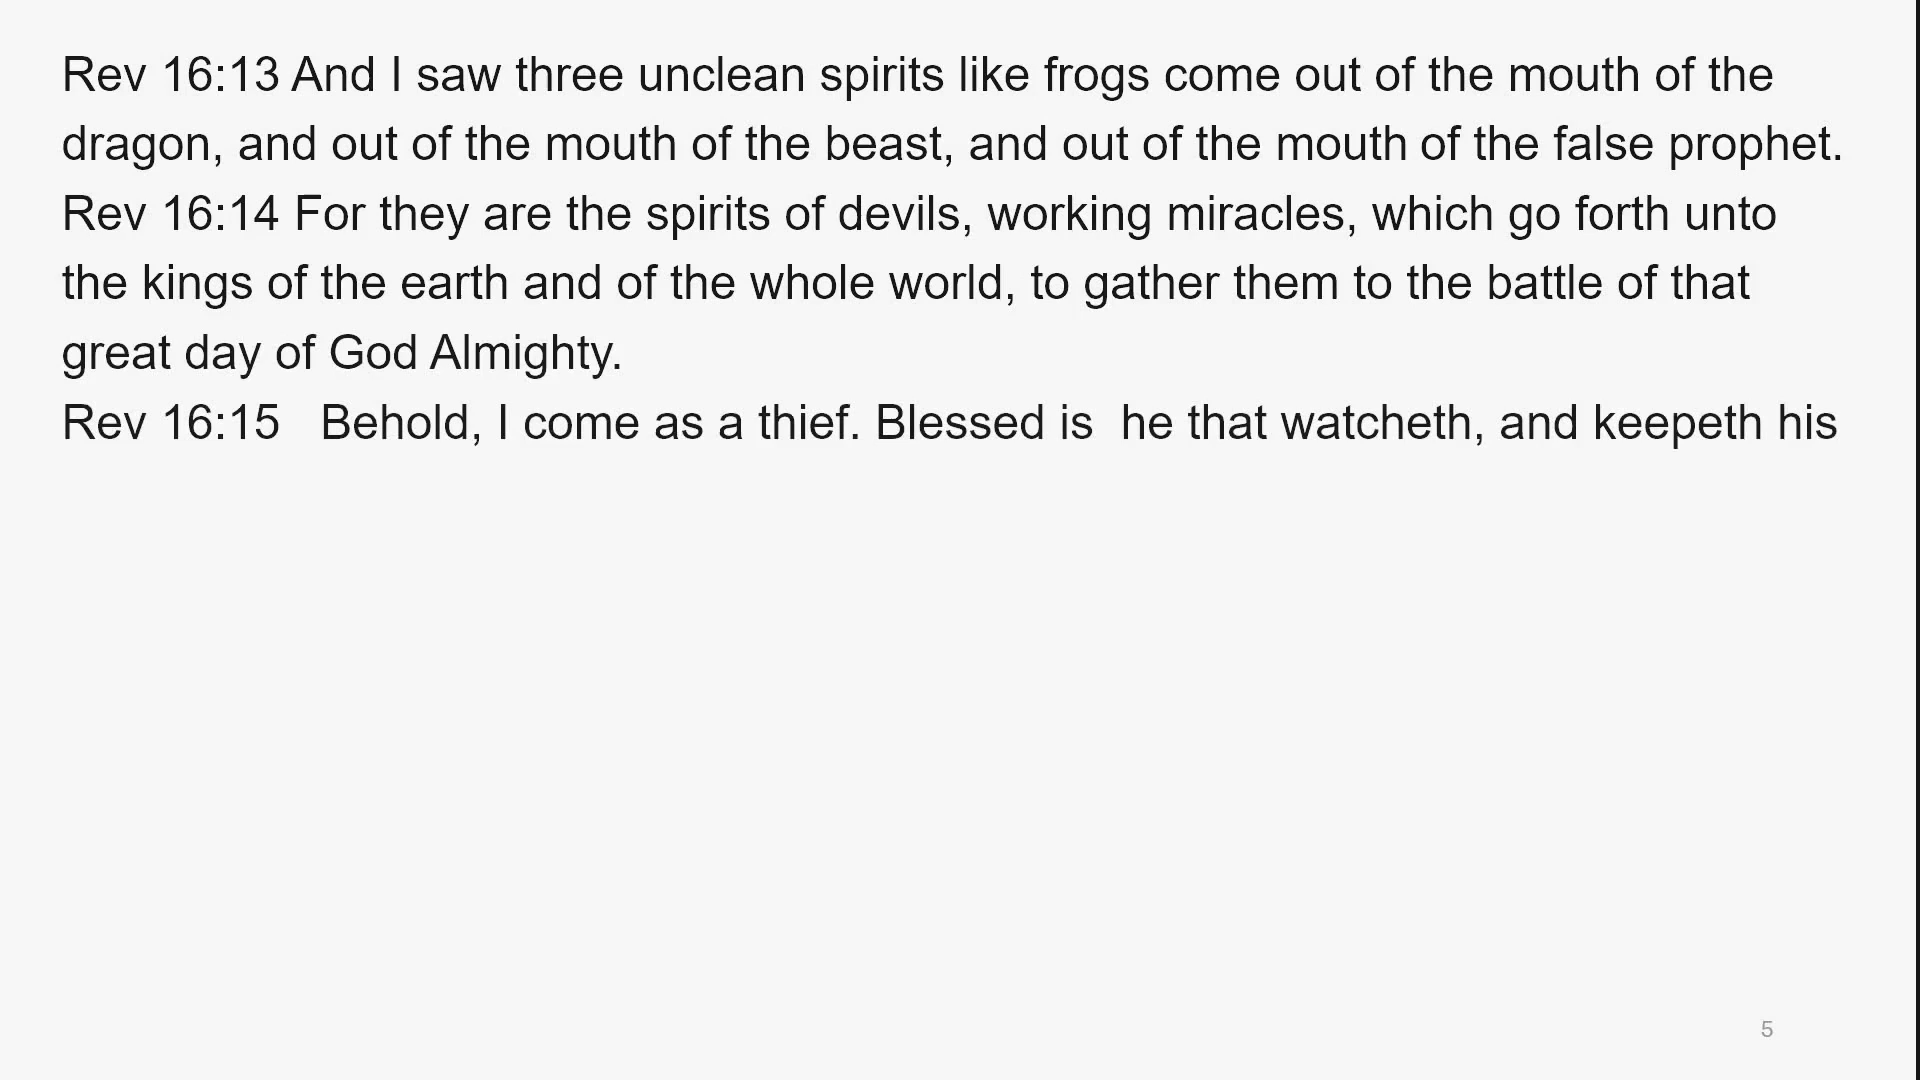 Rev 16:13 And I saw three unclean spirits like frogs come out of the mouth of the
dragon, and out of the mouth of the beast, and out of the mouth of the false prophet.
Rev 16:14 For they are the spirits of devils, working miracles, which go forth unto
the kings of the earth and of the whole world, to gather them to the battle of that
great day of God Almighty.
Rev 16:15   Behold, I come as a thief. Blessed is  he that watcheth, and keepeth his
5